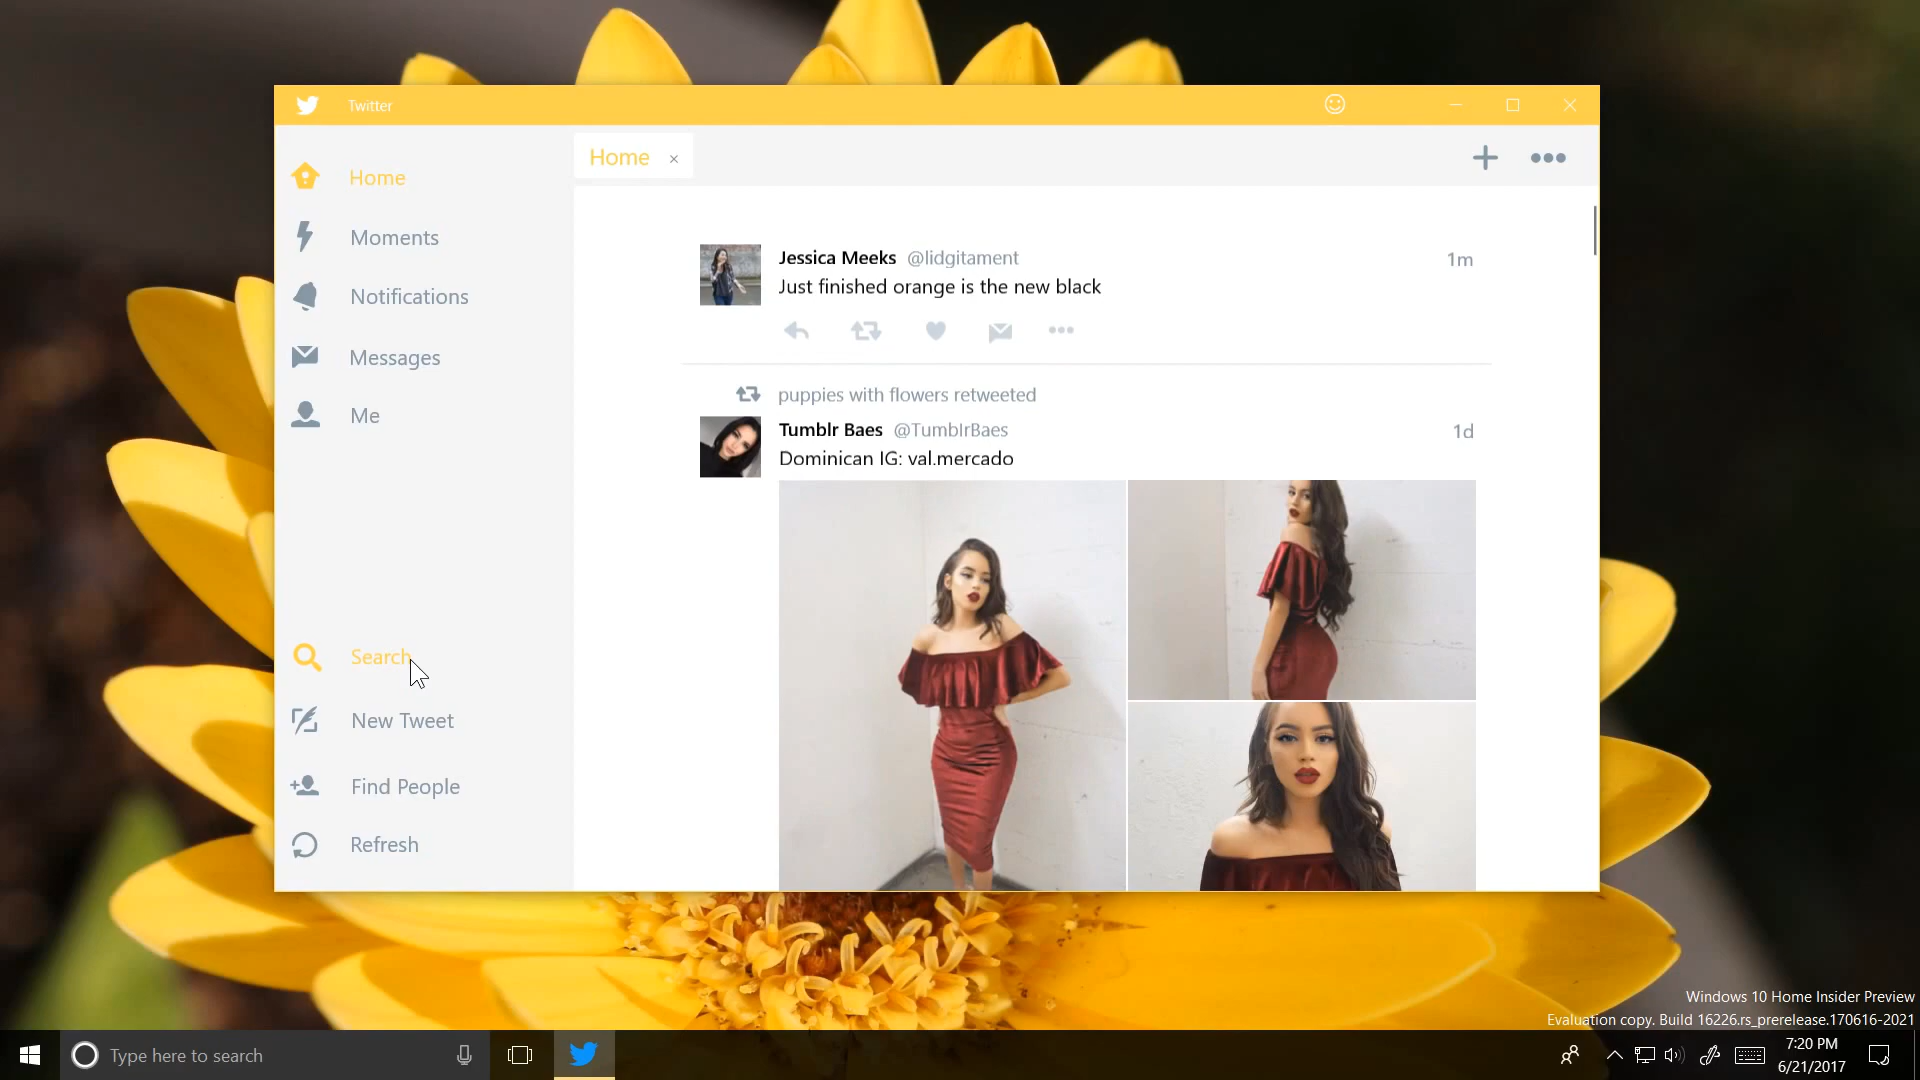 Twitter
Home
Moments
Notifications
Messages
Me
Search
New Tweet
Find People
Refresh
Home ×
Jessica Meeks @lidgitament 1m
Just finished orange is the new black
puppies with flowers retweeted
Tumblr Baes @TumblrBaes 1d
Dominican IG: val.mercado
Windows 10 Home Insider Preview
Evaluation copy. Build 16226.rs_prerelease.170616-2021
Type here to search
7:20 PM
6/21/2017